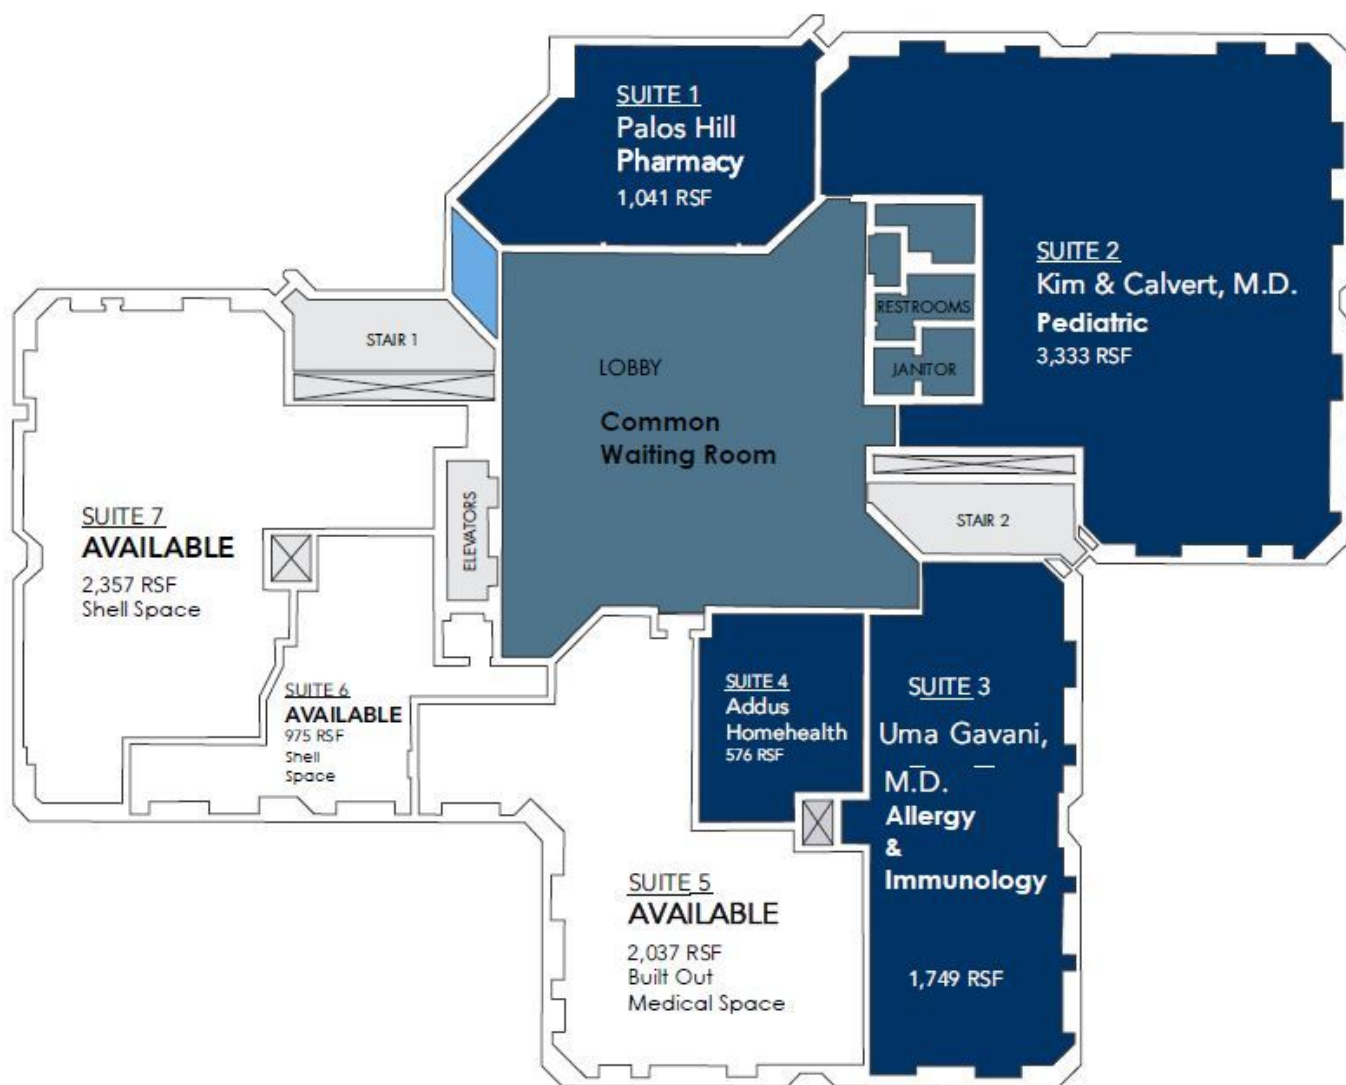 SUITE 1
Palos Hill
Pharmacy
1,041 RSF
SUITE 2
Kim & Calvert, M.D.
Pediatric
3,333 RSF
RESTROOMS
JANITOR
STAIR 1
LOBBY
Common
Waiting Room
ELEVATORS
STAIR 2
SUITE 7
AVAILABLE
2,357 RSF
Shell Space
SUITE 6
AVAILABLE
975 RSF
Shell
Space
SUITE 4
Addus
Homehealth
576 RSF
SUITE 3
Uma Gavani,
M.D.
Allergy
&
Immunology
1,749 RSF
SUITE 5
AVAILABLE
2,037 RSF
Built Out
Medical Space